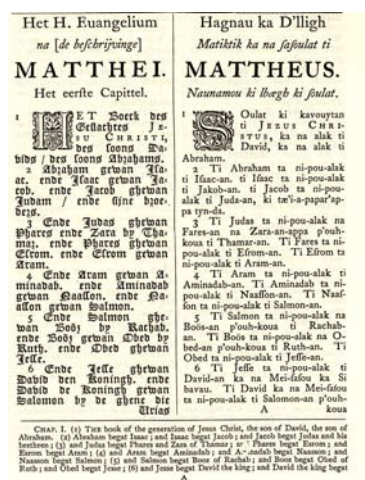 Het H. Euangelium
na [de beſchrijvinge]
MATTHEI.
Het eerſte Capittel.
1 HET Boeck des
Geſlachtes JE-
SU CHRISTI,
des ſoons Da-
vids / des ſoons Abrahams.
2 Abraham gewan Iſa-
ac. ende Iſaac gewan Ja-
cob. ende Jacob ghewan
Judam / ende ſijne broe-
ders.
3 Ende Judas ghewan
Phares ende Zara by Tha-
mar. ende Phares ghewan
Eſrom. ende Eſrom gewan
Aram.
4 Ende Aram gewan A-
minadab. ende Aminadab
gewan Naaſſon. ende Na-
aſſon gewan Salmon.
5 Ende Salmon ghe-
wan Booz by Rachab.
ende Booz gewan Obed by
Ruth. ende Obed ghewan
Jeſſe.
6 Ende Jeſſe ghewan
David den Koningh. ende
David de Koningh gewan
Salomon by de ghene die
Urias
Hagnau ka D'lligh
Matiktik ka na ſaſoulat ti
MATTHEUS.
Naunamou ki lbægh ki ſoulat.
1 SOulat ki kavouytan
ti JEZUS CHRI-
STUS, ka na alak ti
David, ka na alak ti
Abraham.
2 Ti Abraham ta ni-pou-alak
ti Iſaac-an. ti Iſaac ta ni-pou-alak
ti Jakob-an. ti Jacob ta ni-pou-
alak ti Juda-an, ki tæ'i-a-papar'ap-
pa tyn-da.
3 Ti Judas ta ni-pou-alak na
Fares-an na Zara-an-appa p'ouh-
koua ti Thamar-an. Ti Fares ta ni-
pou-alak ti Eſrom-an. Ti Eſrom ta
ni-pou-alak ti Aram-an.
4 Ti Aram ta ni-pou-alak ti
Aminadab-an. Ti Aminadab ta ni-
pou-alak ti Naaſſon-an. Ti Naaſ-
ſon ta ni-pou-alak ti Salmon-an.
5 Ti Salmon ta ni-pou-alak na
Boös-an p'ouh-koua ti Rachab-
an. Ti Boös ta ni-pou-alak na O-
bed-an p'ouh-koua ti Ruth-an. Ti
Obed ta ni-pou-alak ti Jeſſe-an.
6 Ti Jeſſe ta ni-pou-alak ti
David-an ka na Mei-ſaſou ka Si
bavau. Ti David ka na Mei-ſaſou
ta ni-pou-alak ti Salomon-an p'ouh-
A koua
CHAP. I. (1) THE book of the generation of Jesus Christ, the son of David, the son of
Abraham. (2) Abraham begat Isaac; and Isaac begat Jacob; and Jacob begat Judas and his
brethren; (3) and Judas begat Phares and Zara of Thamar; and Phares begat Esrom; and
Esrom begat Aram; (4) and Aram begat Aminadab; and Aminadab begat Naasson; and
Naasson begat Salmon; (5) and Salmon begat Booz of Rachab; and Booz begat Obed of
Ruth; and Obed begat Jesse; (6) and Jesse begat David the king; and David the king begat
A